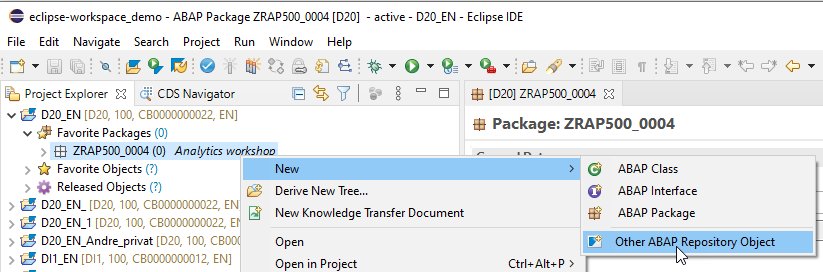 eclipse-workspace_demo - ABAP Package ZRAP500_0004 [D20] - active - D20_EN - Eclipse IDE
File Edit Navigate Search Project Run Window Help
Project Explorer CDS Navigator
[D20] ZRAP500_0004
D20_EN [D20, 100, CB0000000022, EN]
Package: ZRAP500_0004
Favorite Packages (0)
ZRAP500_0004 (0) Analytics workshop
New
ABAP Class
Favorite Objects (?)
Derive New Tree...
ABAP Interface
Released Objects (?)
New Knowledge Transfer Document
ABAP Package
D20_EN_ [D20, 100, CB0000000022, EN]
D20_EN_1 [D20, 100, CB0000000022, EN]
Open
Other ABAP Repository Object
D20_EN_Andre_privat [D20, 100, CB
DI1_EN [DI1, 100, CB0000000012, EN]
Open in Project Ctrl+Alt+P >